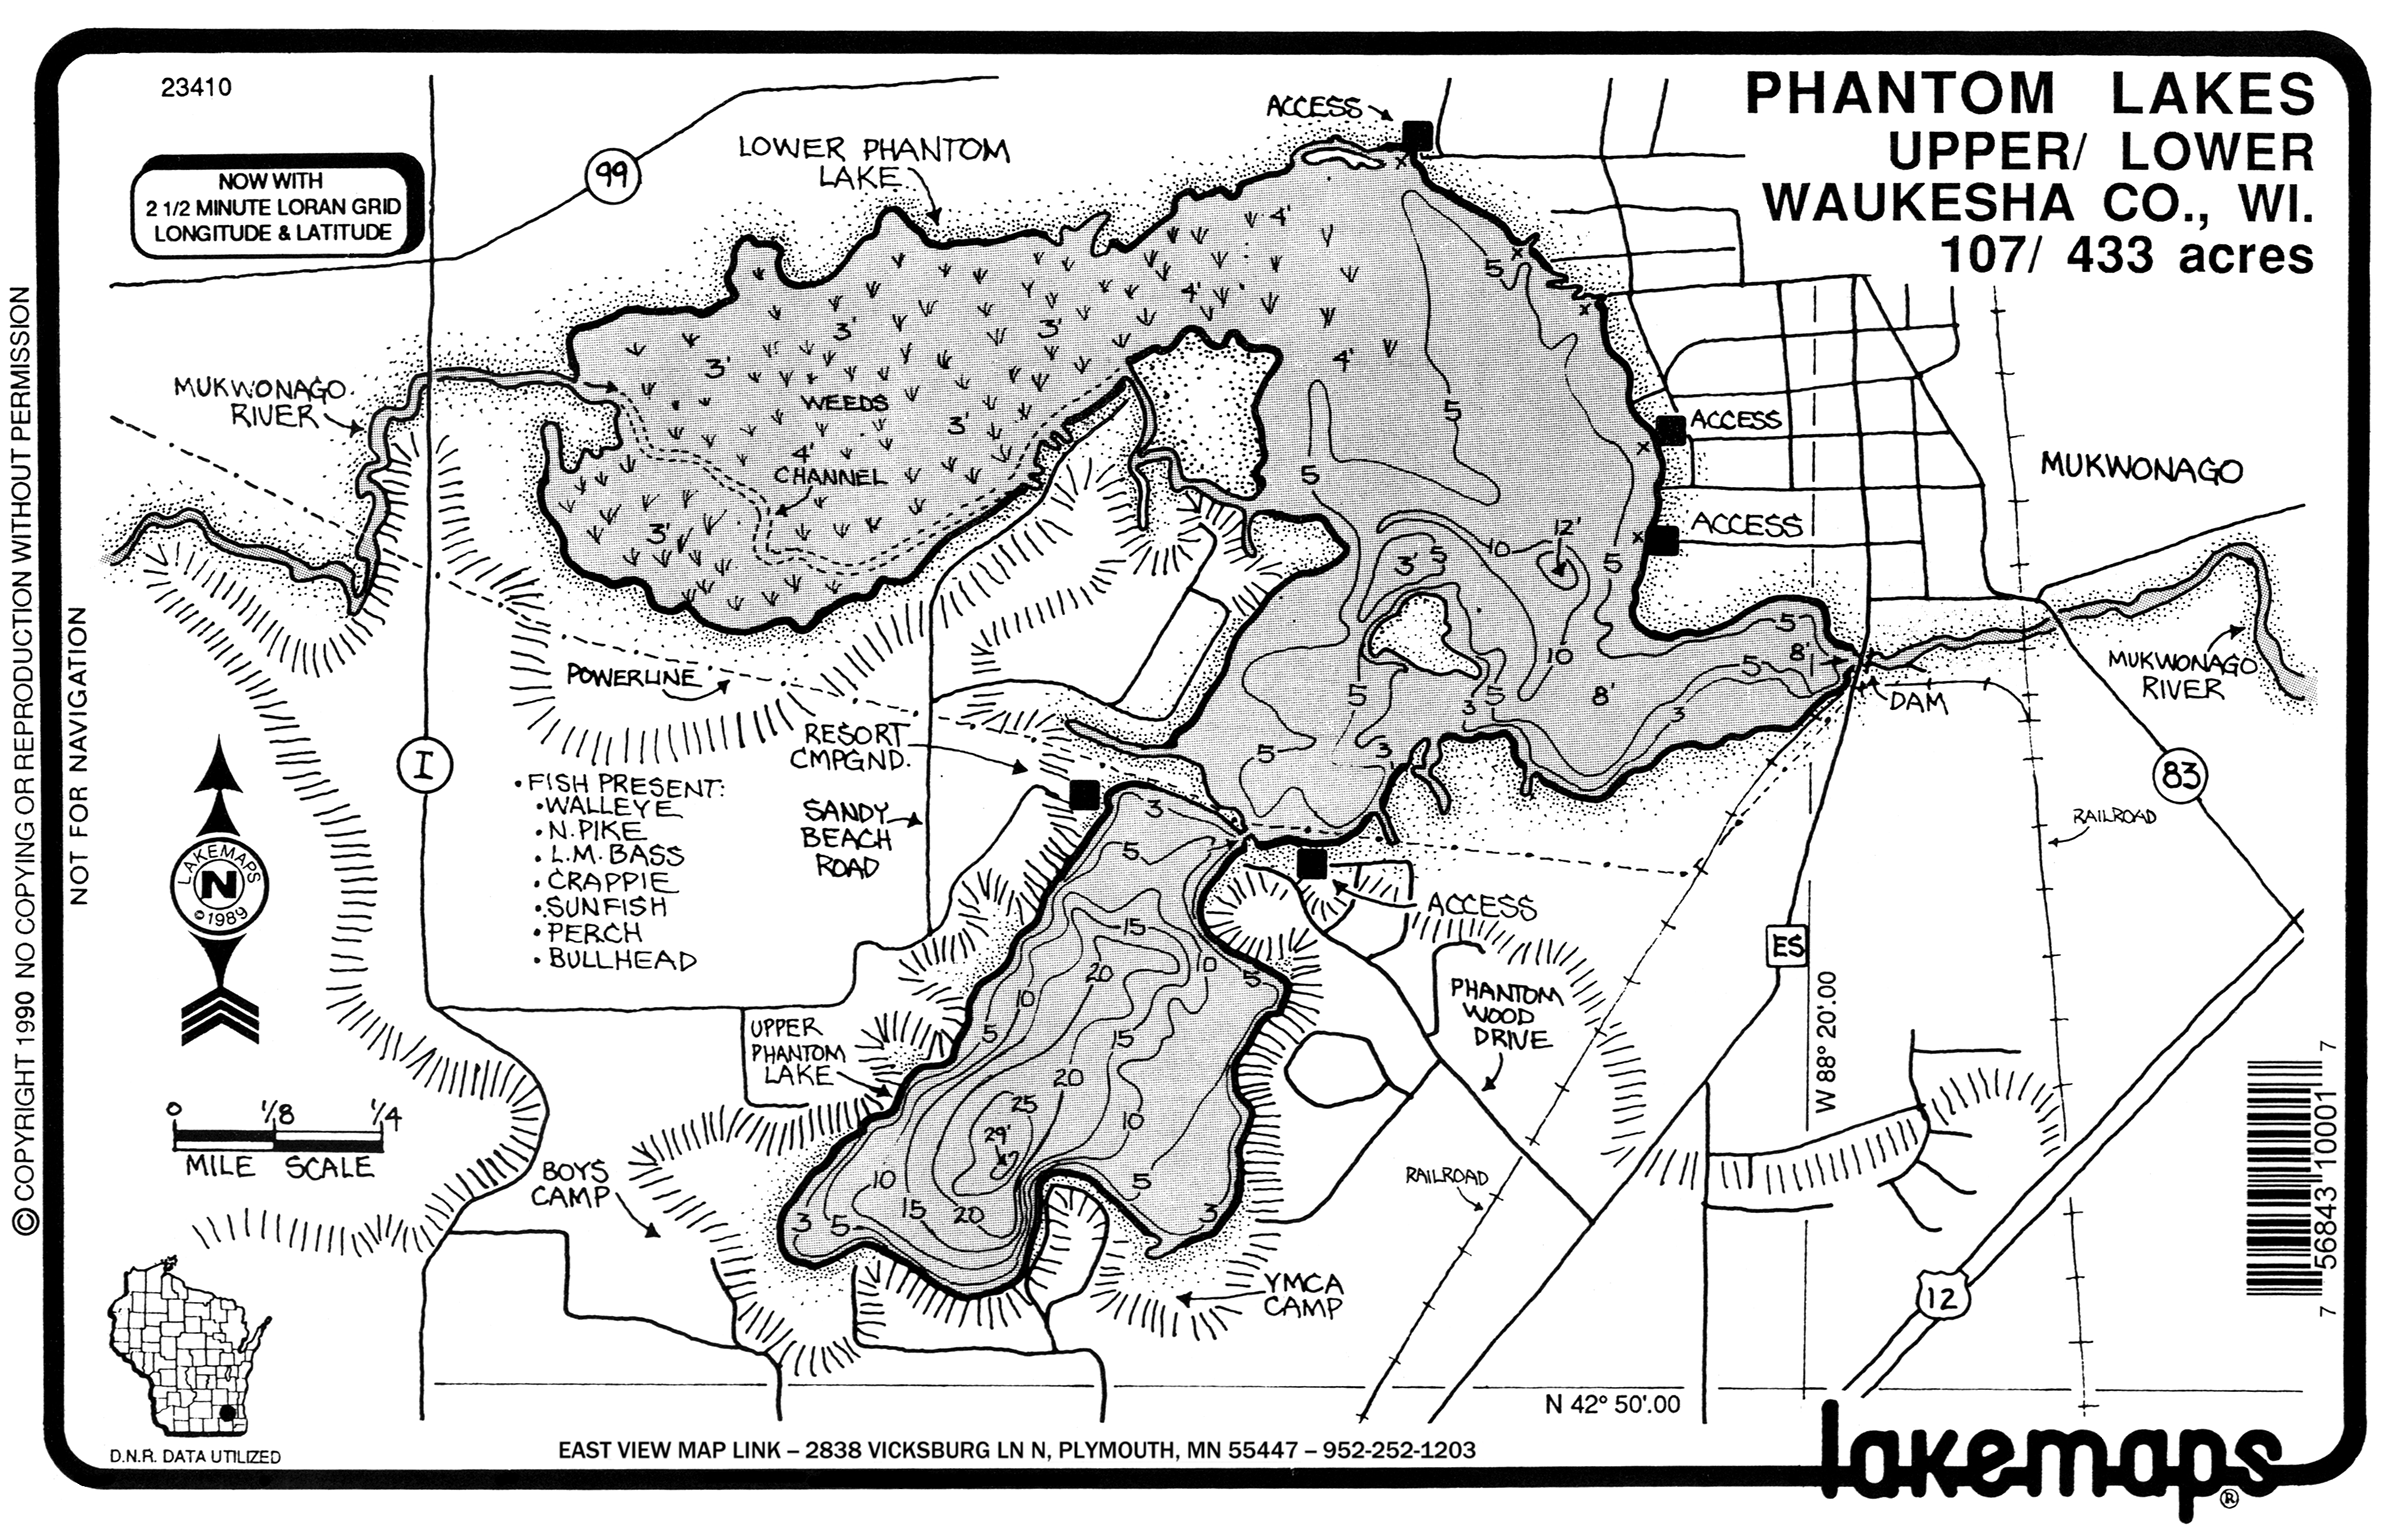 23410
NOW WITH
2 1/2 MINUTE LORAN GRID
LONGITUDE & LATITUDE
PHANTOM LAKES
UPPER/ LOWER
WAUKESHA CO., WI.
107/ 433 acres
99
LOWER PHANTOM
LAKE
ACCESS
4'
5
4'
3'
3'
4'
3'
5
WEEDS
3'
4'
CHANNEL
5
3'
MUKWONAGO
RIVER
ACCESS
ACCESS
MUKWONAGO
12'
10
3'
5
5
10
5
8'
5
5
8'
3
3
5
5
3
MUKWONAGO
RIVER
DAM
POWERLINE
RESORT
CMPGND.
I
SANDY
BEACH
ROAD
83
RAILROAD
• FISH PRESENT:
• WALLEYE
• N. PIKE
• L.M. BASS
• CRAPPIE
• SUNFISH
• PERCH
• BULLHEAD
3
5
ACCESS
15
20
10
5
10
5
15
20
25
29'
10
10
15
20
5
3
3
5
ES
PHANTOM
WOOD
DRIVE
UPPER
PHANTOM
LAKE
W 88° 20'.00
LAKEMAPS
N
©1989
0 1/8 1/4
MILE SCALE
BOYS
CAMP
YMCA
CAMP
RAILROAD
12
N 42° 50'.00
7 56843 10001 7
D.N.R. DATA UTILIZED
EAST VIEW MAP LINK – 2838 VICKSBURG LN N, PLYMOUTH, MN 55447 – 952-252-1203
lakemaps®
© COPYRIGHT 1990 NO COPYING OR REPRODUCTION WITHOUT PERMISSION
NOT FOR NAVIGATION